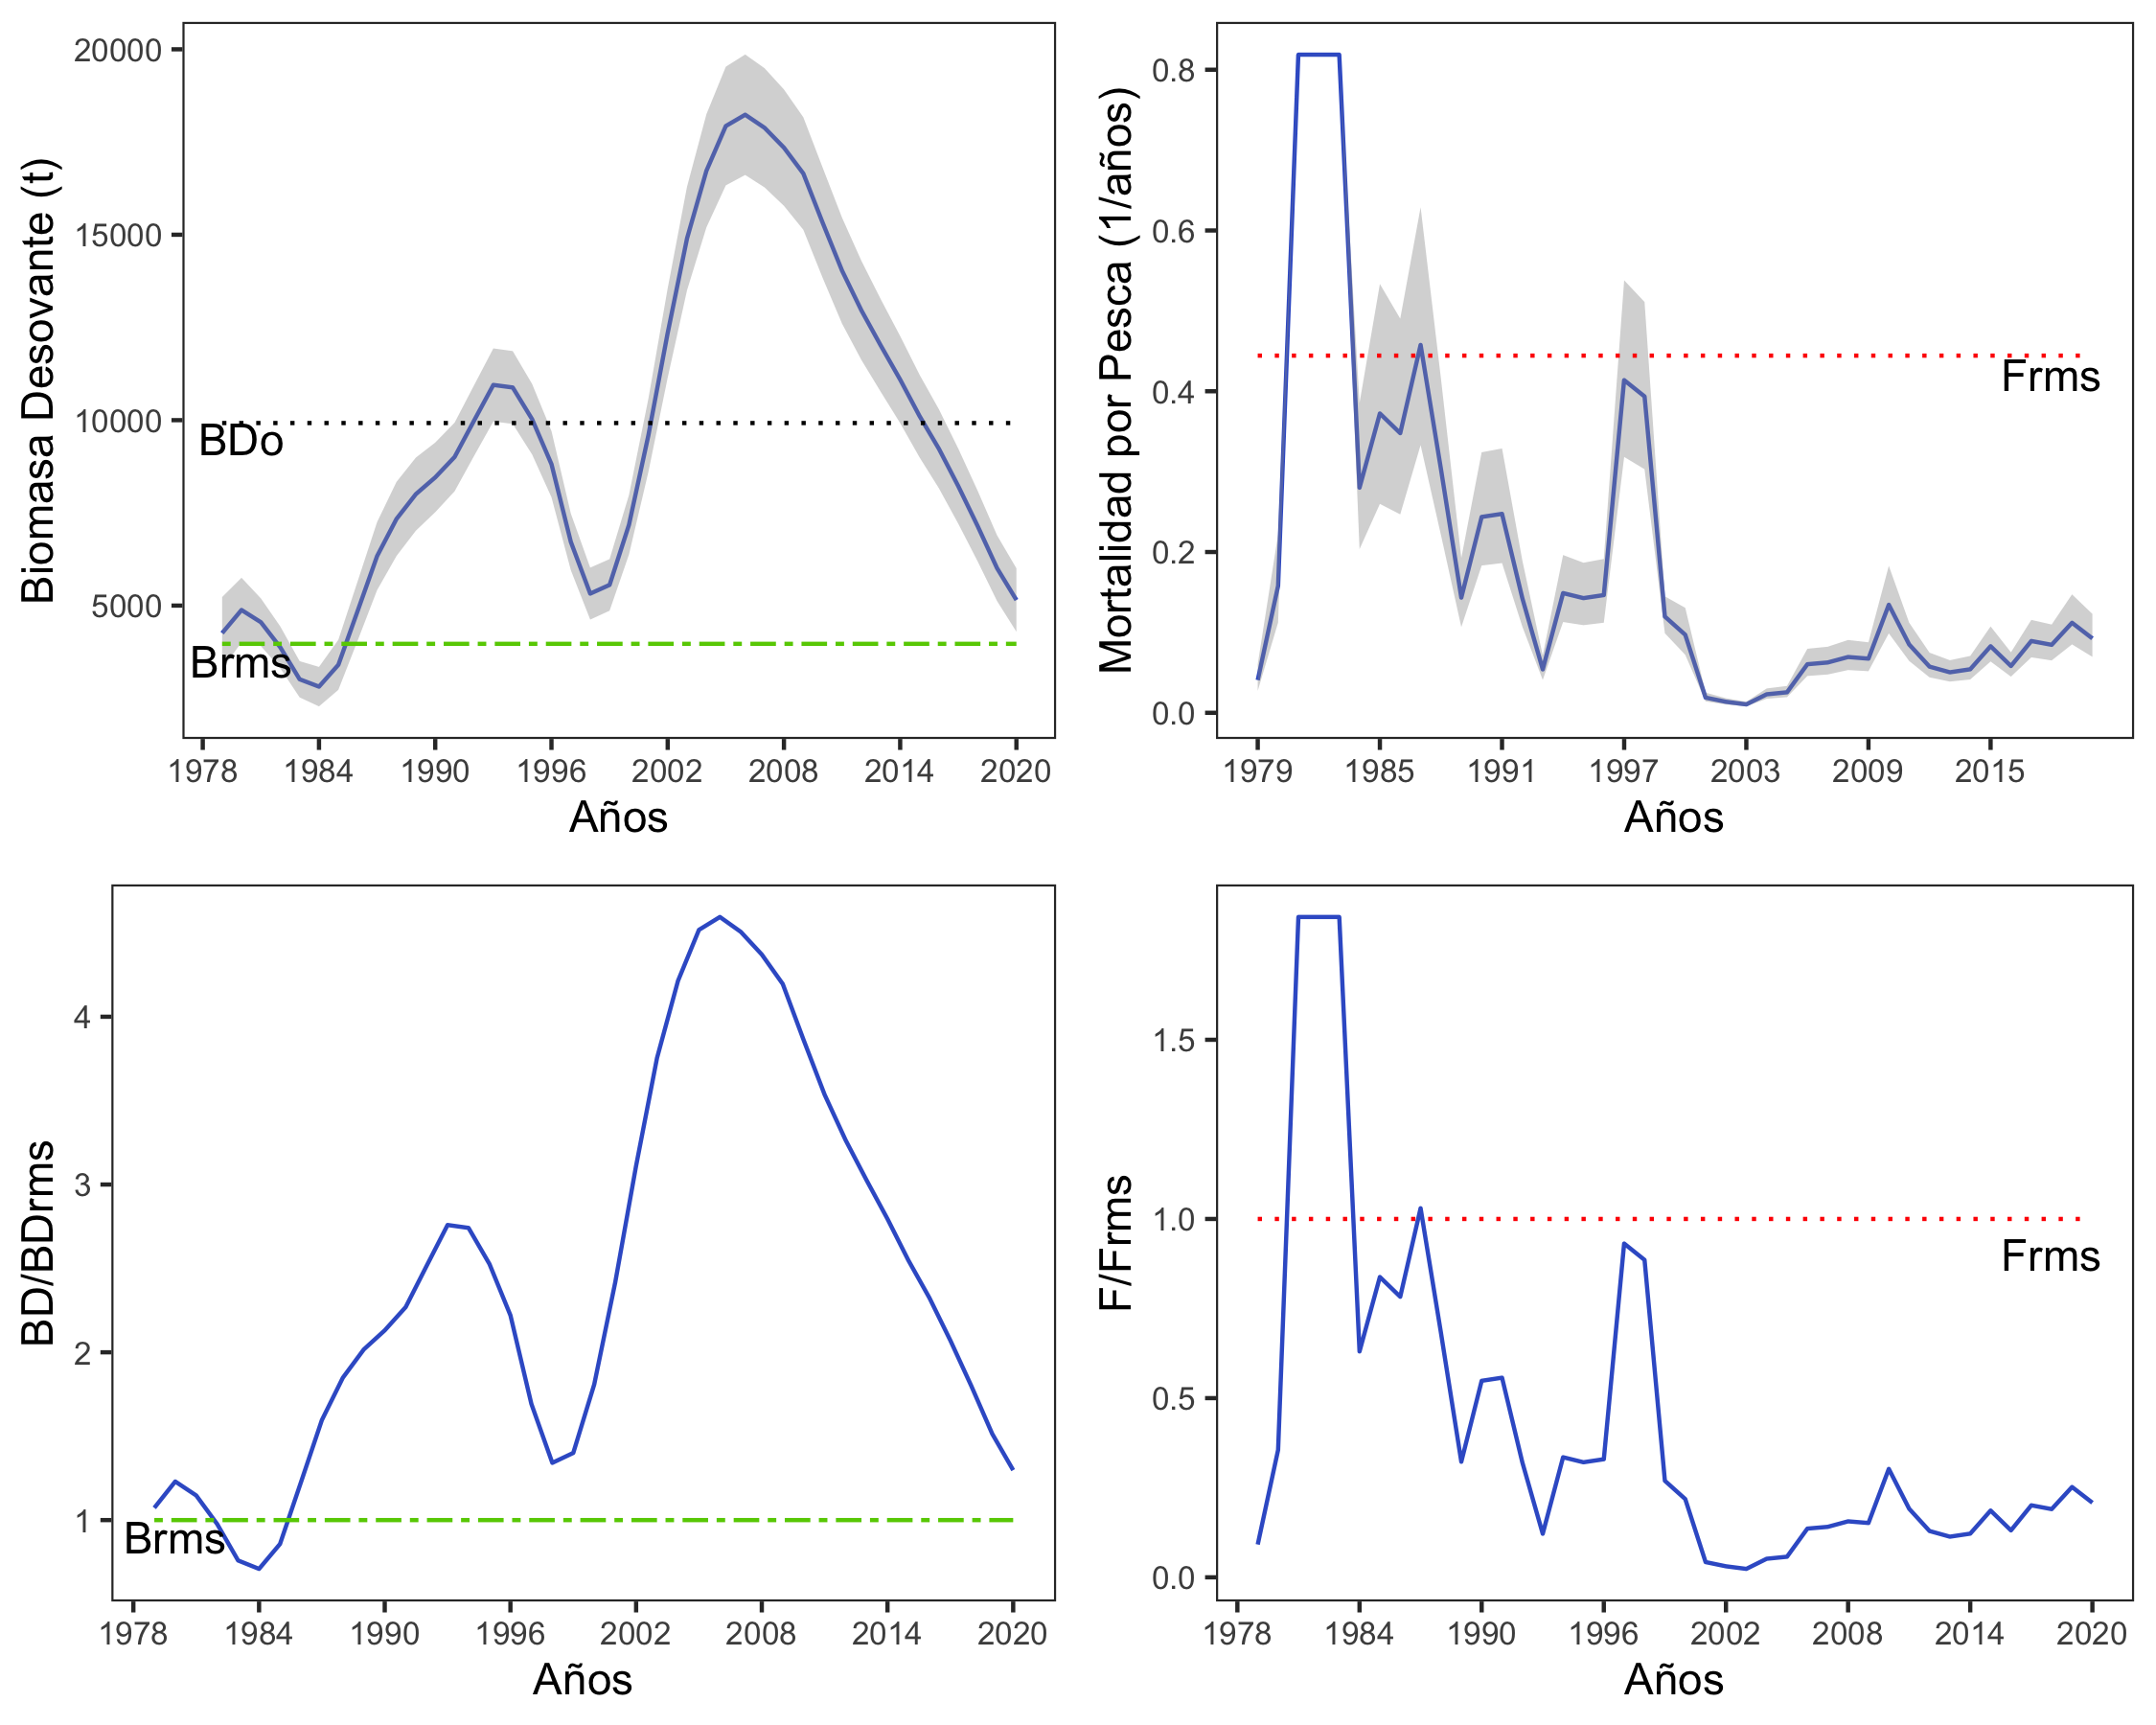 Biomasa Desovante (t)
20000
15000
10000
5000
BDo
Brms
1978 1984 1990 1996 2002 2008 2014 2020
Años
Mortalidad por Pesca (1/años)
0.8
0.6
0.4
0.2
0.0
Frms
1979 1985 1991 1997 2003 2009 2015
Años
BD/BDrms
4
3
2
1
Brms
1978 1984 1990 1996 2002 2008 2014 2020
Años
F/Frms
1.5
1.0
0.5
0.0
Frms
1978 1984 1990 1996 2002 2008 2014 2020
Años